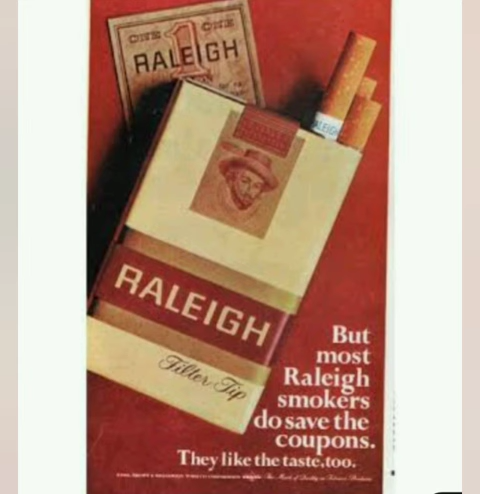 ONE ONE
1
RALEIGH
RALEIGH
RALEIGH
Filter Tip
But
most
Raleigh
smokers
do save the
coupons.
They like the taste, too.